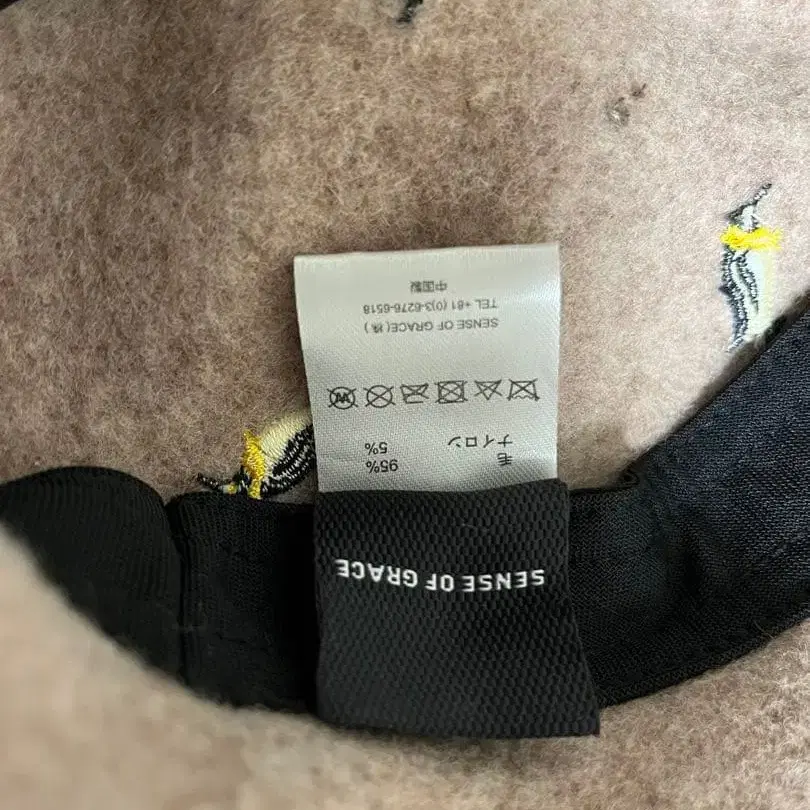 SENSE OF GRACE
毛 95%
ナイロン 5%
W
SENSE OF GRACE(株)
TEL +81 (0)3-6276-6518
中国製